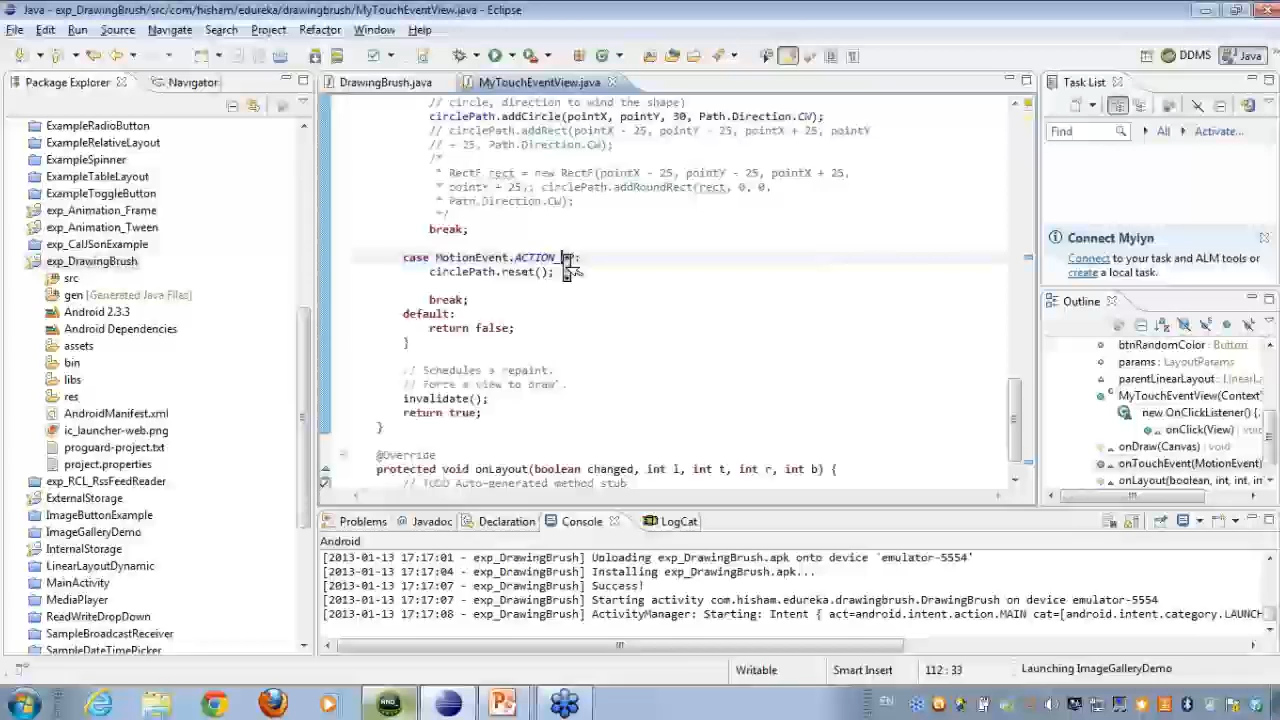 Java - exp_DrawingBrush/src/com/hisham/edureka/drawingbrush/MyTouchEventView.java - Eclipse
File Edit Run Source Navigate Search Project Refactor Window Help
DDMS Java
Package Explorer Navigator
ExampleRadioButton
ExampleRelativeLayout
ExampleSpinner
ExampleTableLayout
ExampleToggleButton
exp_Animation_Frame
exp_Animation_Tween
exp_CalJSonExample
exp_DrawingBrush
src
gen [Generated Java Files]
Android 2.3.3
Android Dependencies
assets
bin
libs
res
AndroidManifest.xml
ic_launcher-web.png
proguard-project.txt
project.properties
exp_RCL_RssFeedReader
ExternalStorage
ImageButtonExample
ImageGalleryDemo
InternalStorage
LinearLayoutDynamic
MainActivity
MediaPlayer
ReadWriteDropDown
SampleBroadcastReceiver
SampleDateTimePicker
DrawingBrush.java MyTouchEventView.java
// circle, direction to wind the shape)
circlePath.addCircle(pointX, pointY, 30, Path.Direction.CW);
// circlePath.addRect(pointX - 25, pointY - 25, pointX + 25, pointY
// + 25, Path.Direction.CW);
/*
* RectF rect = new RectF(pointX - 25, pointY - 25, pointX + 25,
* pointY + 25); circlePath.addRoundRect(rect, 0, 0,
* Path.Direction.CW);
*/
break;
case MotionEvent.ACTION_
circlePath.reset();
break;
default:
return false;
}
// Schedules a repaint.
// Force a view to draw.
invalidate();
return true;
}
@Override
protected void onLayout(boolean changed, int l, int t, int r, int b) {
// TODO Auto-generated method stub
Task List
Find All Activate...
Connect Mylyn
Connect to your task and ALM tools or
create a local task.
Outline
btnRandomColor : Button
params : LayoutParams
parentLinearLayout : LinearL
MyTouchEventView(Context
new OnClickListener() {
onClick(View) : void
onDraw(Canvas) : void
onTouchEvent(MotionEvent)
onLayout(boolean, int, int, in
Problems Javadoc Declaration Console LogCat
Android
[2013-01-13 17:17:01 - exp_DrawingBrush] Uploading exp_DrawingBrush.apk onto device 'emulator-5554'
[2013-01-13 17:17:04 - exp_DrawingBrush] Installing exp_DrawingBrush.apk...
[2013-01-13 17:17:07 - exp_DrawingBrush] Success!
[2013-01-13 17:17:07 - exp_DrawingBrush] Starting activity com.hisham.edureka.drawingbrush.DrawingBrush on device emulator-5554
[2013-01-13 17:17:08 - exp_DrawingBrush] ActivityManager: Starting: Intent { act=android.intent.action.MAIN cat=[android.intent.category.LAUNCH
Writable Smart Insert 112 : 33 Launching ImageGalleryDemo